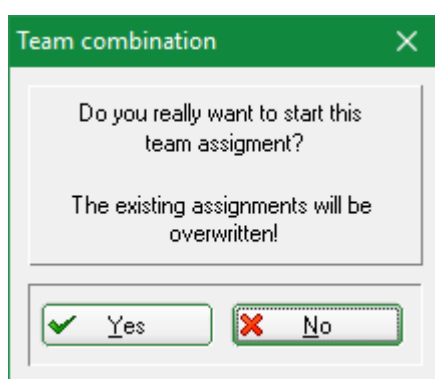 Team combination
Do you really want to start this
team assigment?
The existing assignments will be
overwritten!
Yes
No